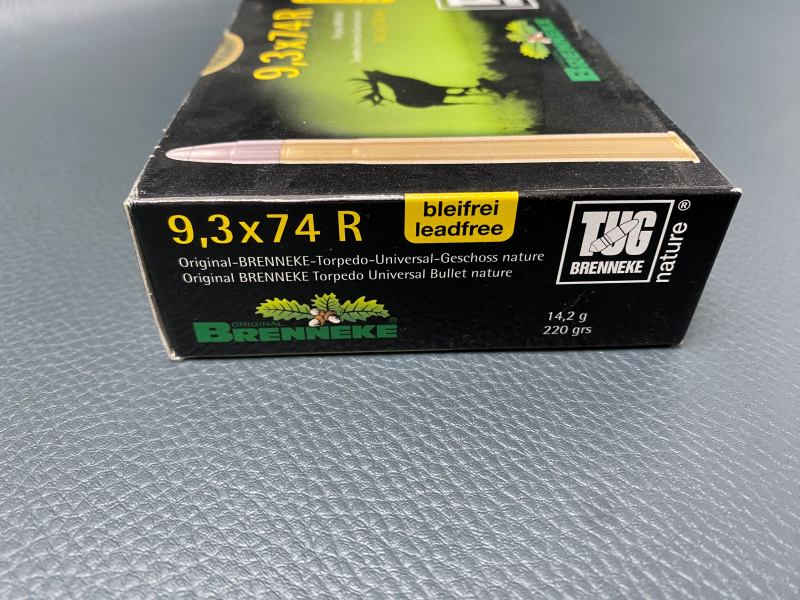 9,3x74R
BRENNEKE
9,3x74 R
bleifrei
leadfree
TUG
BRENNEKE
nature ®
Original-BRENNEKE-Torpedo-Universal-Geschoss nature
Original BRENNEKE Torpedo Universal Bullet nature
ORIGINAL
BRENNEKE ®
14,2 g
220 grs